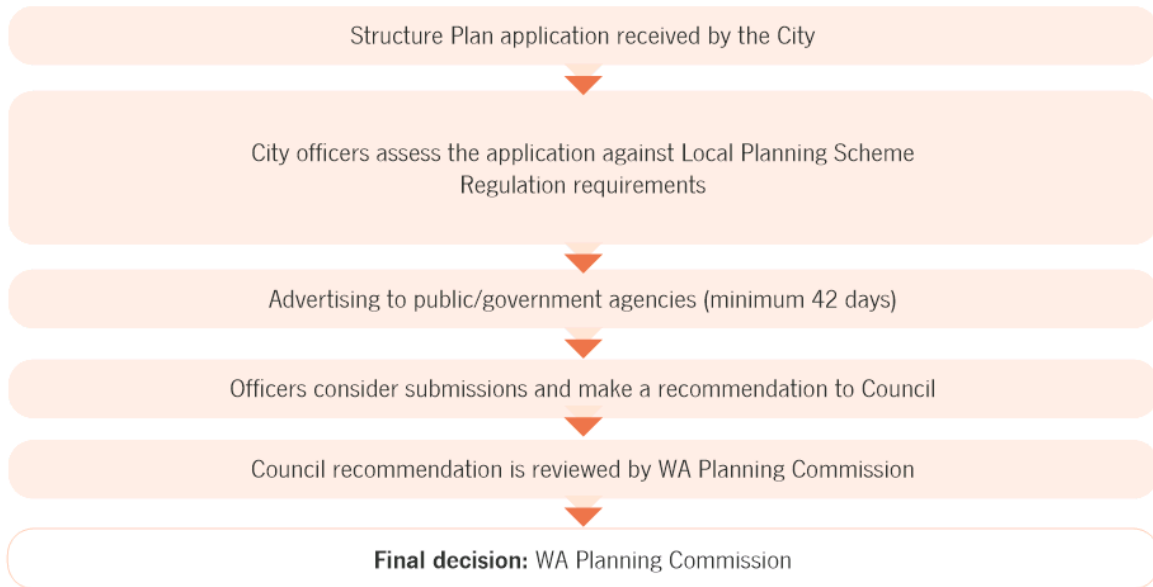 Structure Plan application received by the City
City officers assess the application against Local Planning Scheme
Regulation requirements
Advertising to public/government agencies (minimum 42 days)
Officers consider submissions and make a recommendation to Council
Council recommendation is reviewed by WA Planning Commission
Final decision: WA Planning Commission